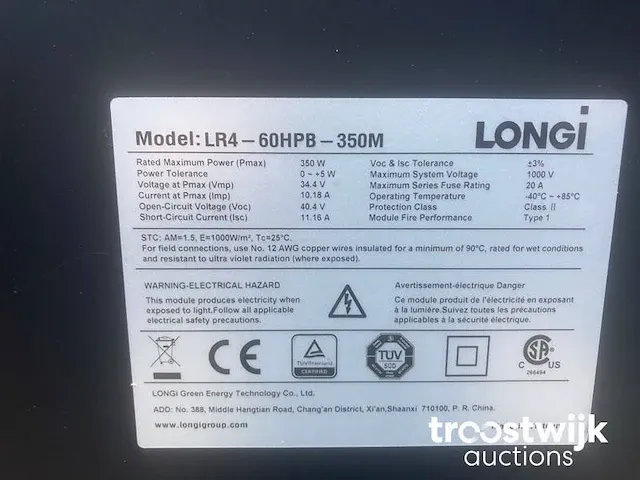 LONGi
Model: LR4-60HPB-350M
Rated Maximum Power (Pmax) 350 W
Power Tolerance 0 ~ +5 W
Voltage at Pmax (Vmp) 34.4 V
Current at Pmax (Imp) 10.18 A
Open-Circuit Voltage (Voc) 40.4 V
Short-Circuit Current (Isc) 11.16 A
Voc & Isc Tolerance ±3%
Maximum System Voltage 1000 V
Maximum Series Fuse Rating 20 A
Operating Temperature -40°C ~ +85°C
Protection Class Class II
Module Fire Performance Type 1
STC: AM=1.5, E=1000W/m², Tc=25°C.
For field connections, use No. 12 AWG copper wires insulated for a minimum of 90°C, rated for wet conditions
and resistant to ultra violet radiation (where exposed).
WARNING-ELECTRICAL HAZARD
This module produces electricity when
exposed to light.Follow all applicable
electrical safety precautions.
Avertissement-électrique Danger
Ce module produit de l'électricité en exposant
à la lumière.Suivez toutes les précautions
applicables à la sécurité électrique.
CE
TÜVRheinland
CERTIFIED
TÜV
SÜD
SA
C US
266494
LONGi Green Energy Technology Co., Ltd.
ADD: No. 388, Middle Hangtian Road, Chang'an District, Xi'an,Shaanxi 710100, P. R. China.
www.longigroup.com
troostwijk
auctions